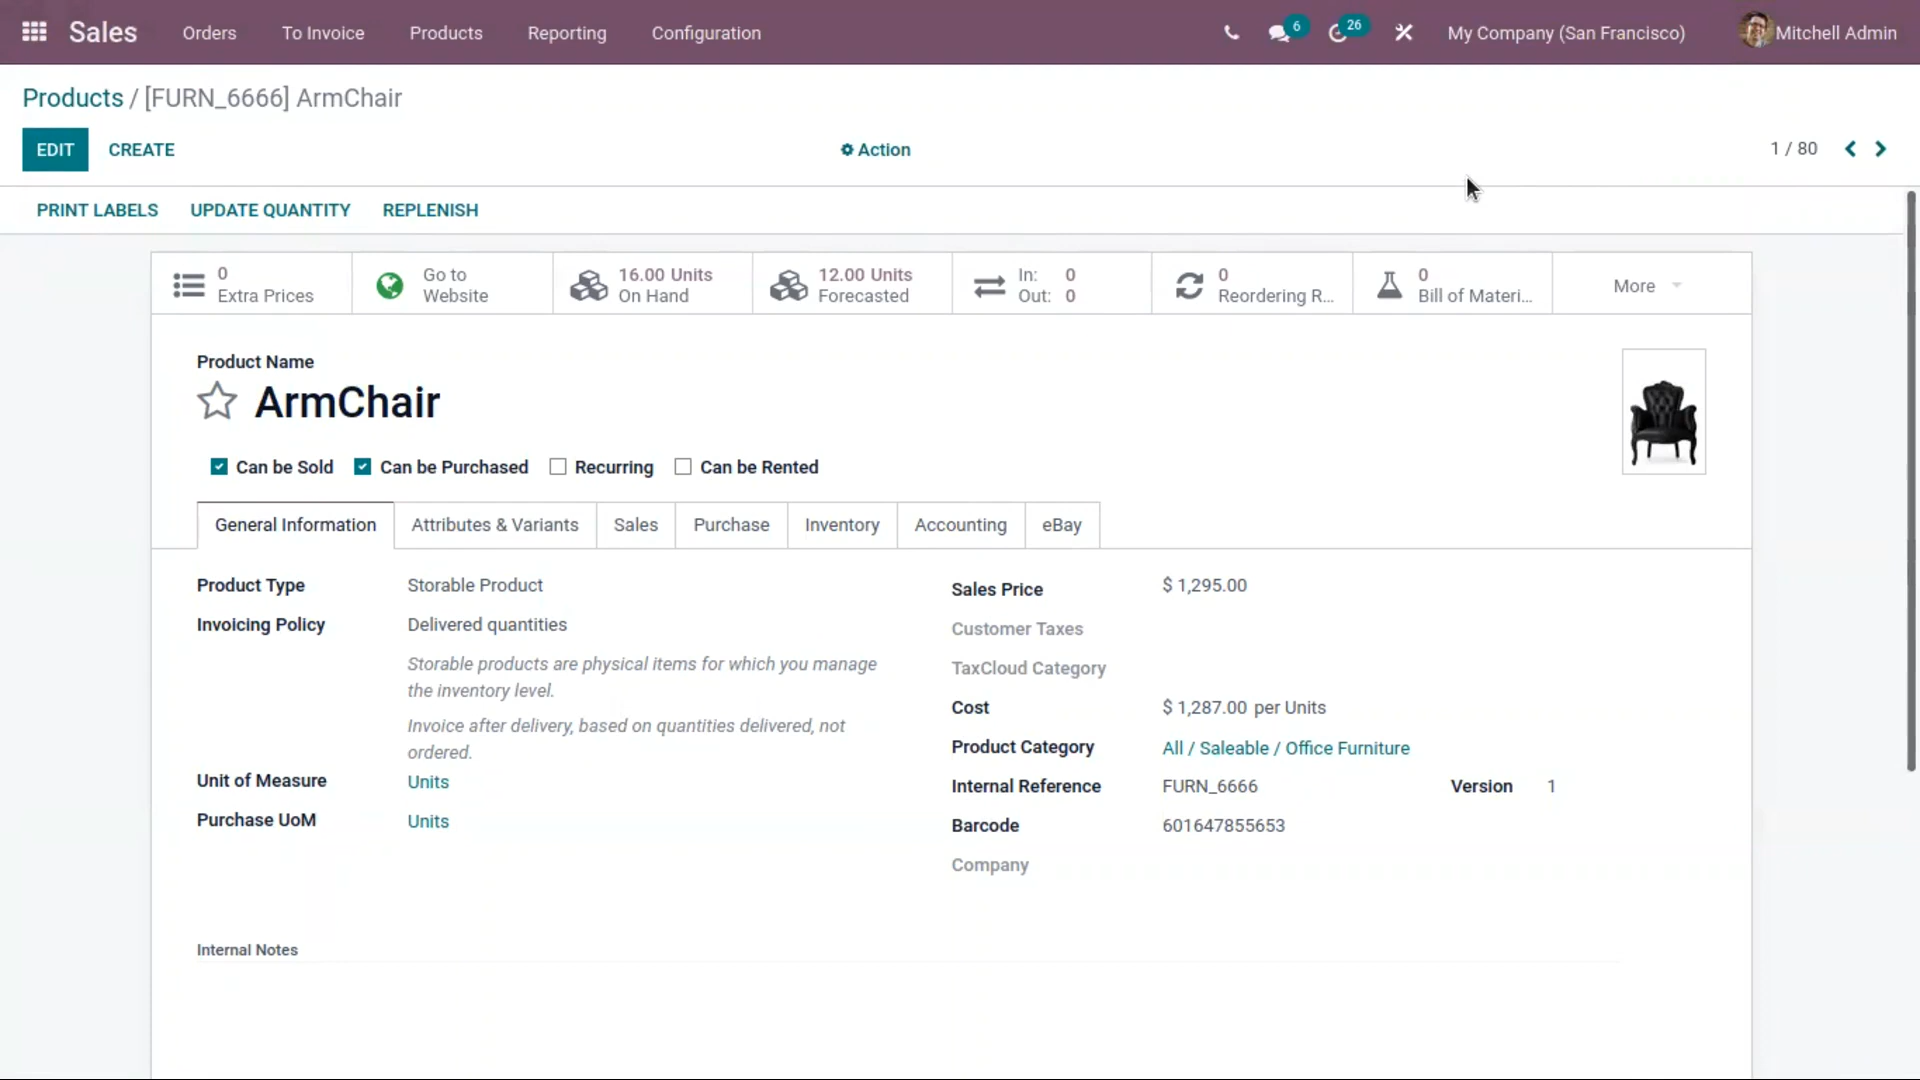 Sales Orders To Invoice Products Reporting Configuration 6 26 My Company (San Francisco) Mitchell Admin
Products / [FURN_6666] ArmChair
EDIT CREATE Action 1 / 80
PRINT LABELS UPDATE QUANTITY REPLENISH
0
Extra Prices
Go to
Website
16.00 Units
On Hand
12.00 Units
Forecasted
In: 0
Out: 0
0
Reordering R...
0
Bill of Materi...
More
Product Name
ArmChair
Can be Sold Can be Purchased Recurring Can be Rented
General Information Attributes & Variants Sales Purchase Inventory Accounting eBay
Product Type Storable Product
Invoicing Policy Delivered quantities
Storable products are physical items for which you manage
the inventory level.
Invoice after delivery, based on quantities delivered, not
ordered.
Unit of Measure Units
Purchase UoM Units
Sales Price $ 1,295.00
Customer Taxes
TaxCloud Category
Cost $ 1,287.00 per Units
Product Category All / Saleable / Office Furniture
Internal Reference FURN_6666 Version 1
Barcode 601647855653
Company
Internal Notes